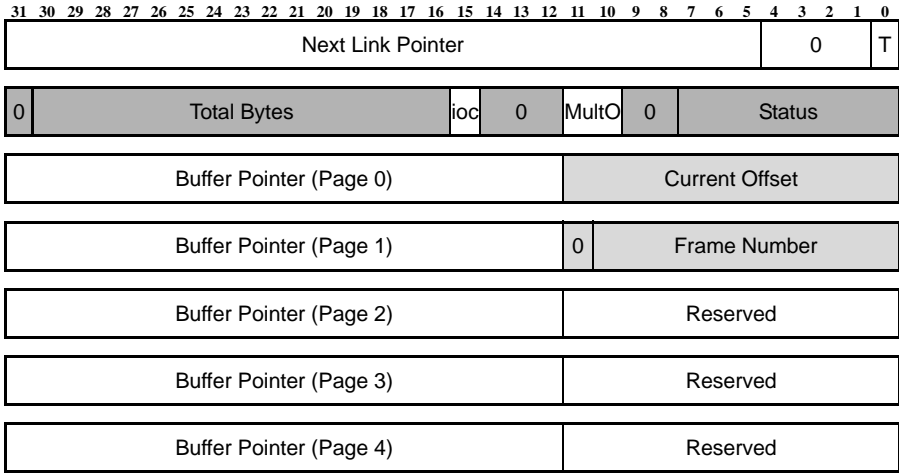 31 30 29 28 27 26 25 24 23 22 21 20 19 18 17 16 15 14 13 12 11 10 9 8 7 6 5 4 3 2 1 0
Next Link Pointer 0 T
0 Total Bytes ioc 0 MultO 0 Status
Buffer Pointer (Page 0) Current Offset
Buffer Pointer (Page 1) 0 Frame Number
Buffer Pointer (Page 2) Reserved
Buffer Pointer (Page 3) Reserved
Buffer Pointer (Page 4) Reserved